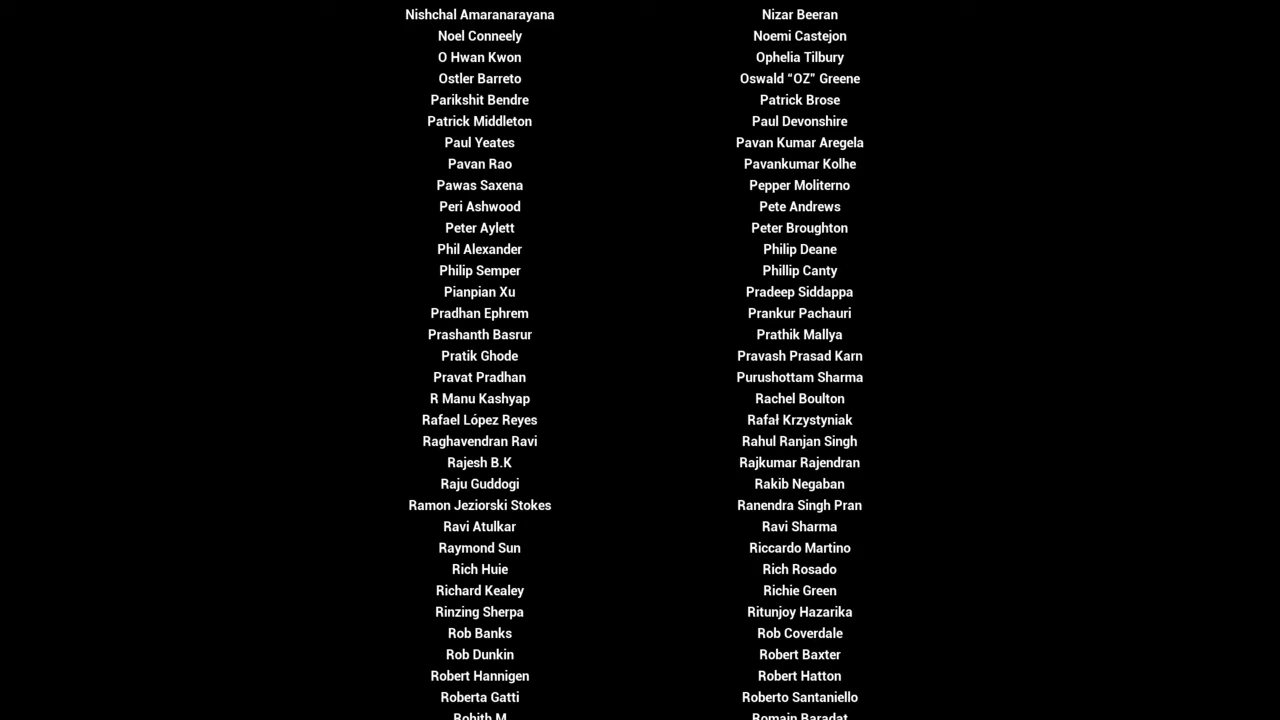 Nishchal Amaranarayana Nizar Beeran
Noel Conneely Noemi Castejon
O Hwan Kwon Ophelia Tilbury
Ostler Barreto Oswald “OZ” Greene
Parikshit Bendre Patrick Brose
Patrick Middleton Paul Devonshire
Paul Yeates Pavan Kumar Aregela
Pavan Rao Pavankumar Kolhe
Pawas Saxena Pepper Moliterno
Peri Ashwood Pete Andrews
Peter Aylett Peter Broughton
Phil Alexander Philip Deane
Philip Semper Phillip Canty
Pianpian Xu Pradeep Siddappa
Pradhan Ephrem Prankur Pachauri
Prashanth Basrur Prathik Mallya
Pratik Ghode Pravash Prasad Karn
Pravat Pradhan Purushottam Sharma
R Manu Kashyap Rachel Boulton
Rafael López Reyes Rafał Krzystyniak
Raghavendran Ravi Rahul Ranjan Singh
Rajesh B.K Rajkumar Rajendran
Raju Guddogi Rakib Negaban
Ramon Jeziorski Stokes Ranendra Singh Pran
Ravi Atulkar Ravi Sharma
Raymond Sun Riccardo Martino
Rich Huie Rich Rosado
Richard Kealey Richie Green
Rinzing Sherpa Ritunjoy Hazarika
Rob Banks Rob Coverdale
Rob Dunkin Robert Baxter
Robert Hannigen Robert Hatton
Roberta Gatti Roberto Santaniello
Rohith M Romain Baradat